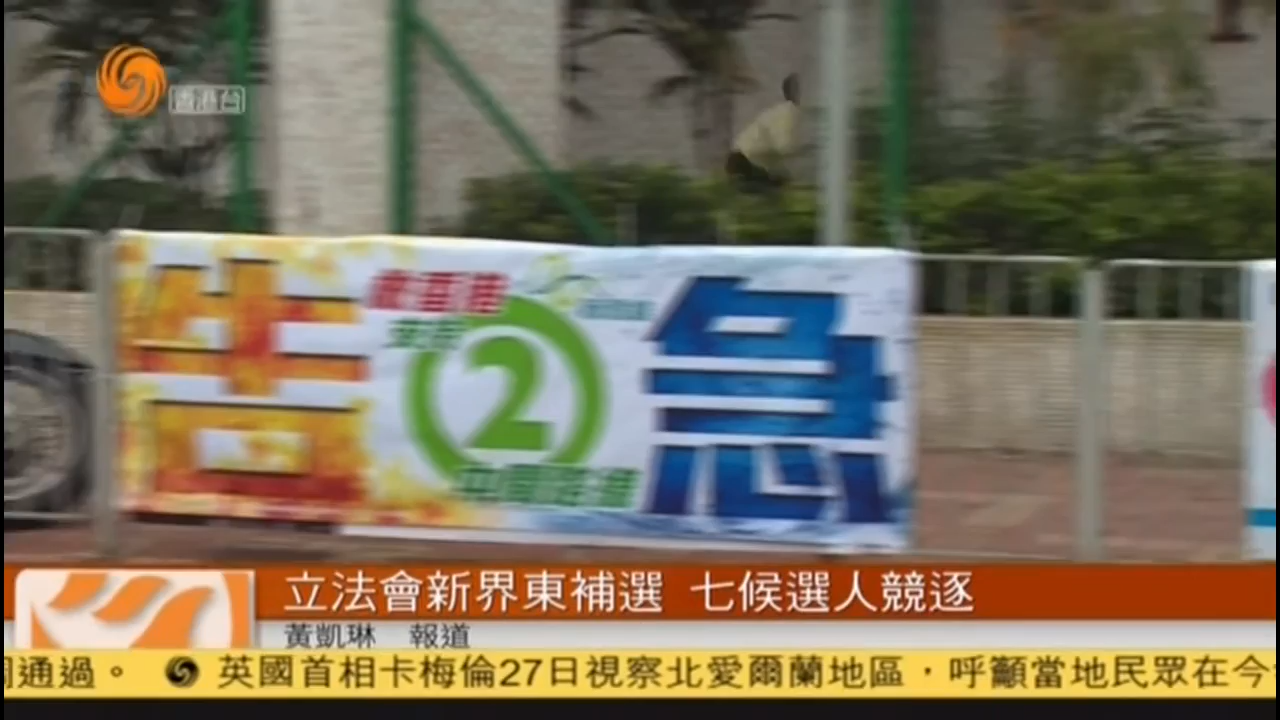 香港台
告
急
2
立法會新界東補選 七候選人競逐
黃凱琳 報道
通過。 英國首相卡梅倫27日視察北愛爾蘭地區，呼籲當地民眾在今